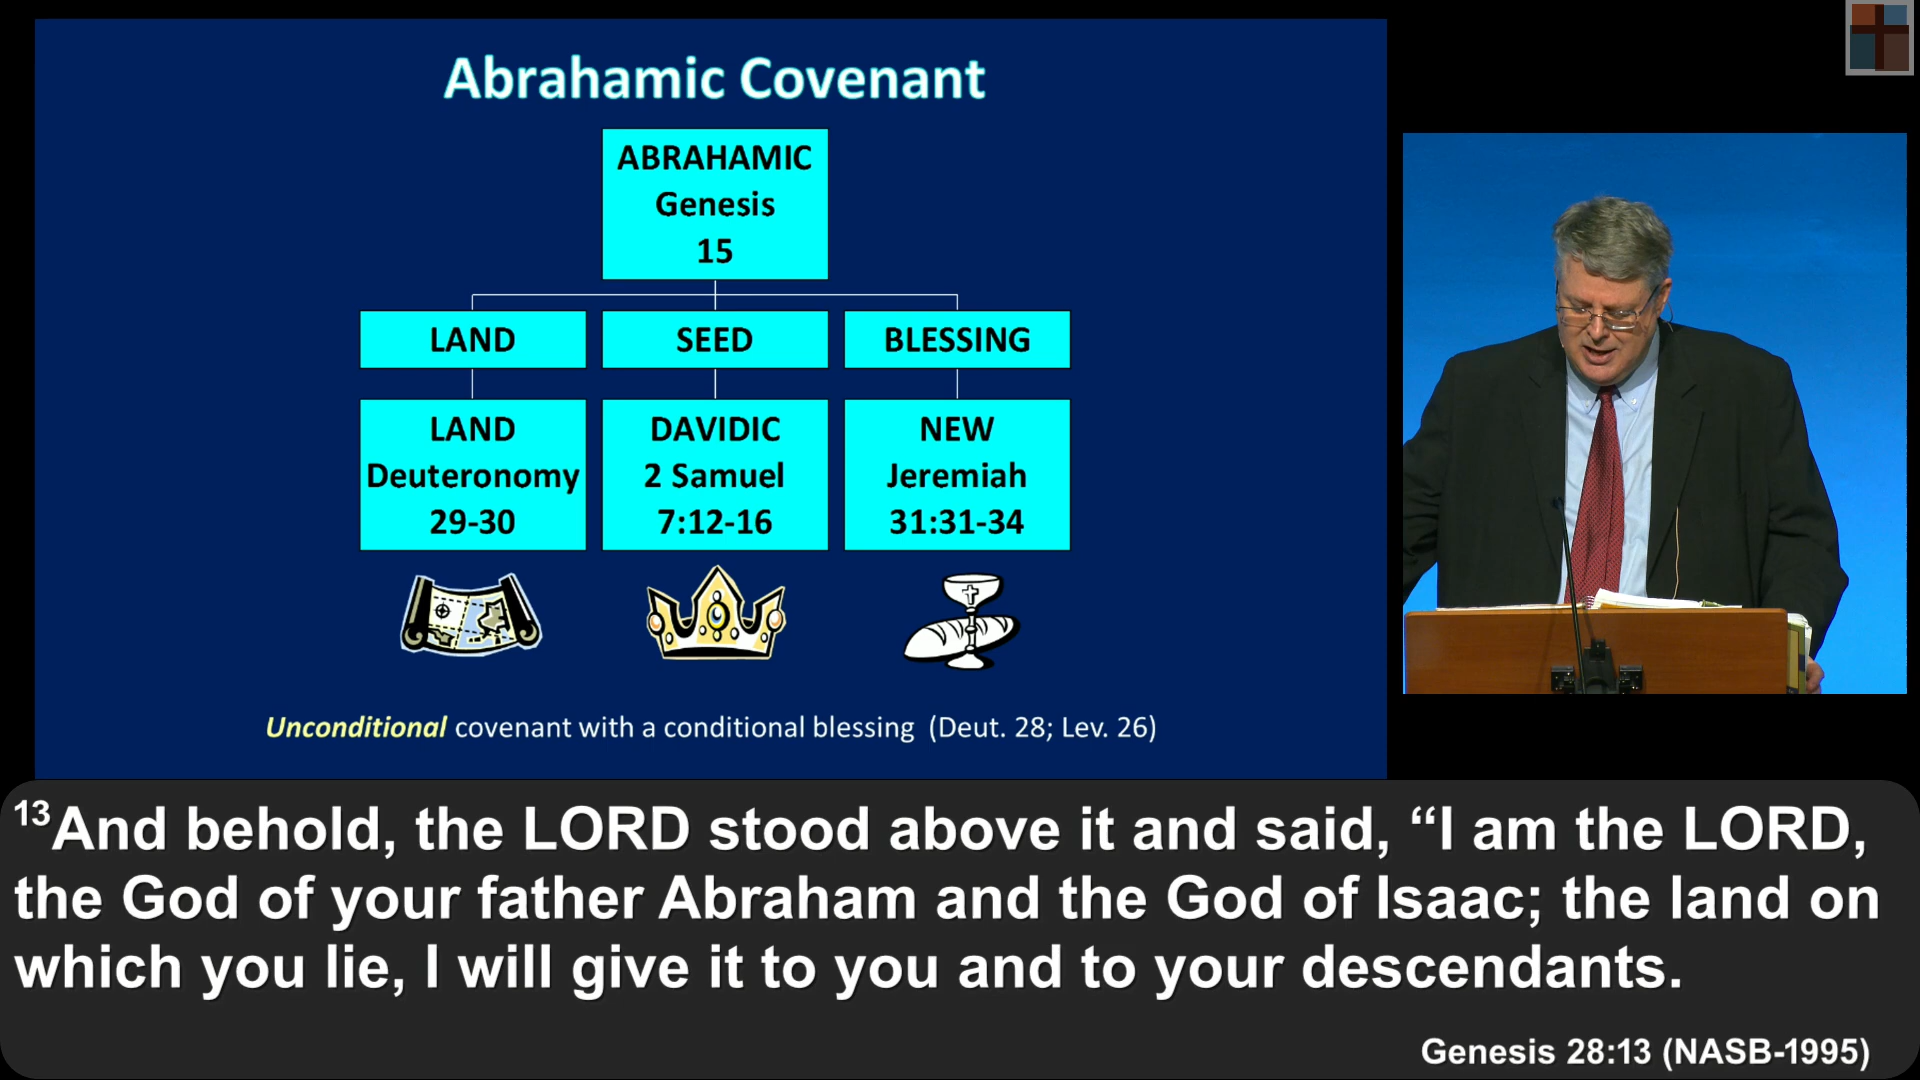 Abrahamic Covenant
ABRAHAMIC
Genesis
15
LAND
SEED
BLESSING
LAND
Deuteronomy
29-30
DAVIDIC
2 Samuel
7:12-16
NEW
Jeremiah
31:31-34
Unconditional covenant with a conditional blessing (Deut. 28; Lev. 26)
13And behold, the LORD stood above it and said, “I am the LORD,
the God of your father Abraham and the God of Isaac; the land on
which you lie, I will give it to you and to your descendants.
Genesis 28:13 (NASB-1995)